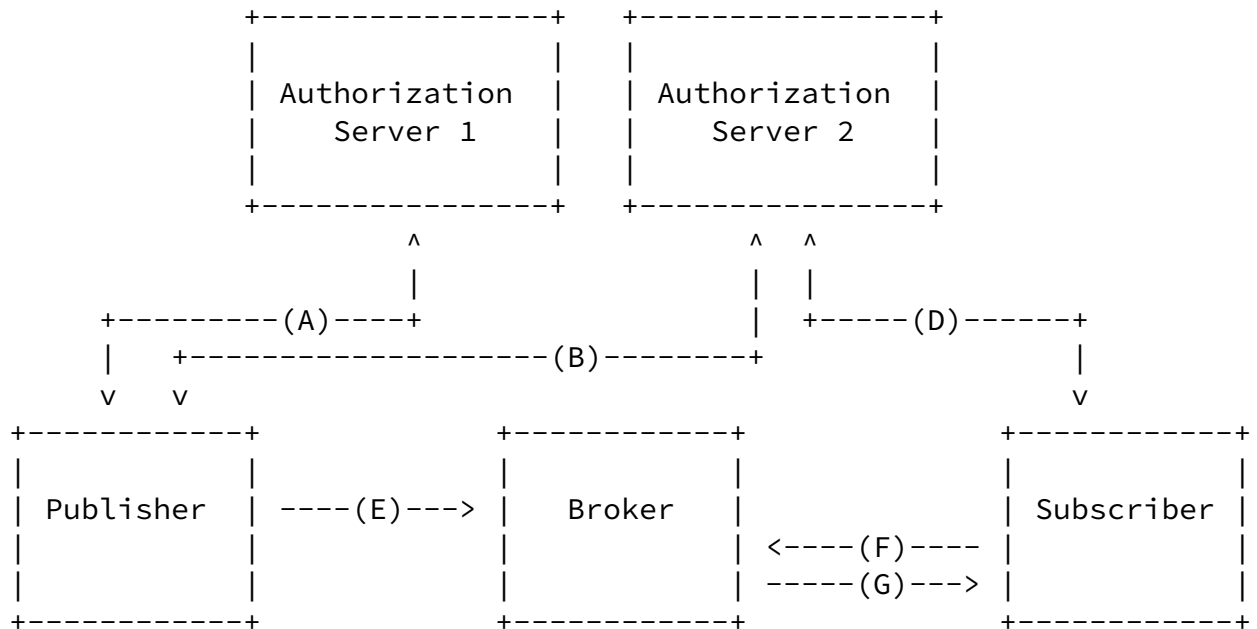 +----------------+   +----------------+
|                |   |                |
| Authorization  |   | Authorization  |
|    Server 1    |   |    Server 2    |
|                |   |                |
+----------------+   +----------------+
^                  ^  ^
|                  |  |
+---------(A)----+                  |  +-----(D)------+
|   +--------------------(B)--------+                 |
v   v                                                 v
+------------+             +------------+              +------------+
|            |             |            |              |            |
| Publisher  | ----(E)---> |   Broker   |              | Subscriber |
|            |             |            | <----(F)---- |            |
|            |             |            | -----(G)---> |            |
+------------+             +------------+              +------------+